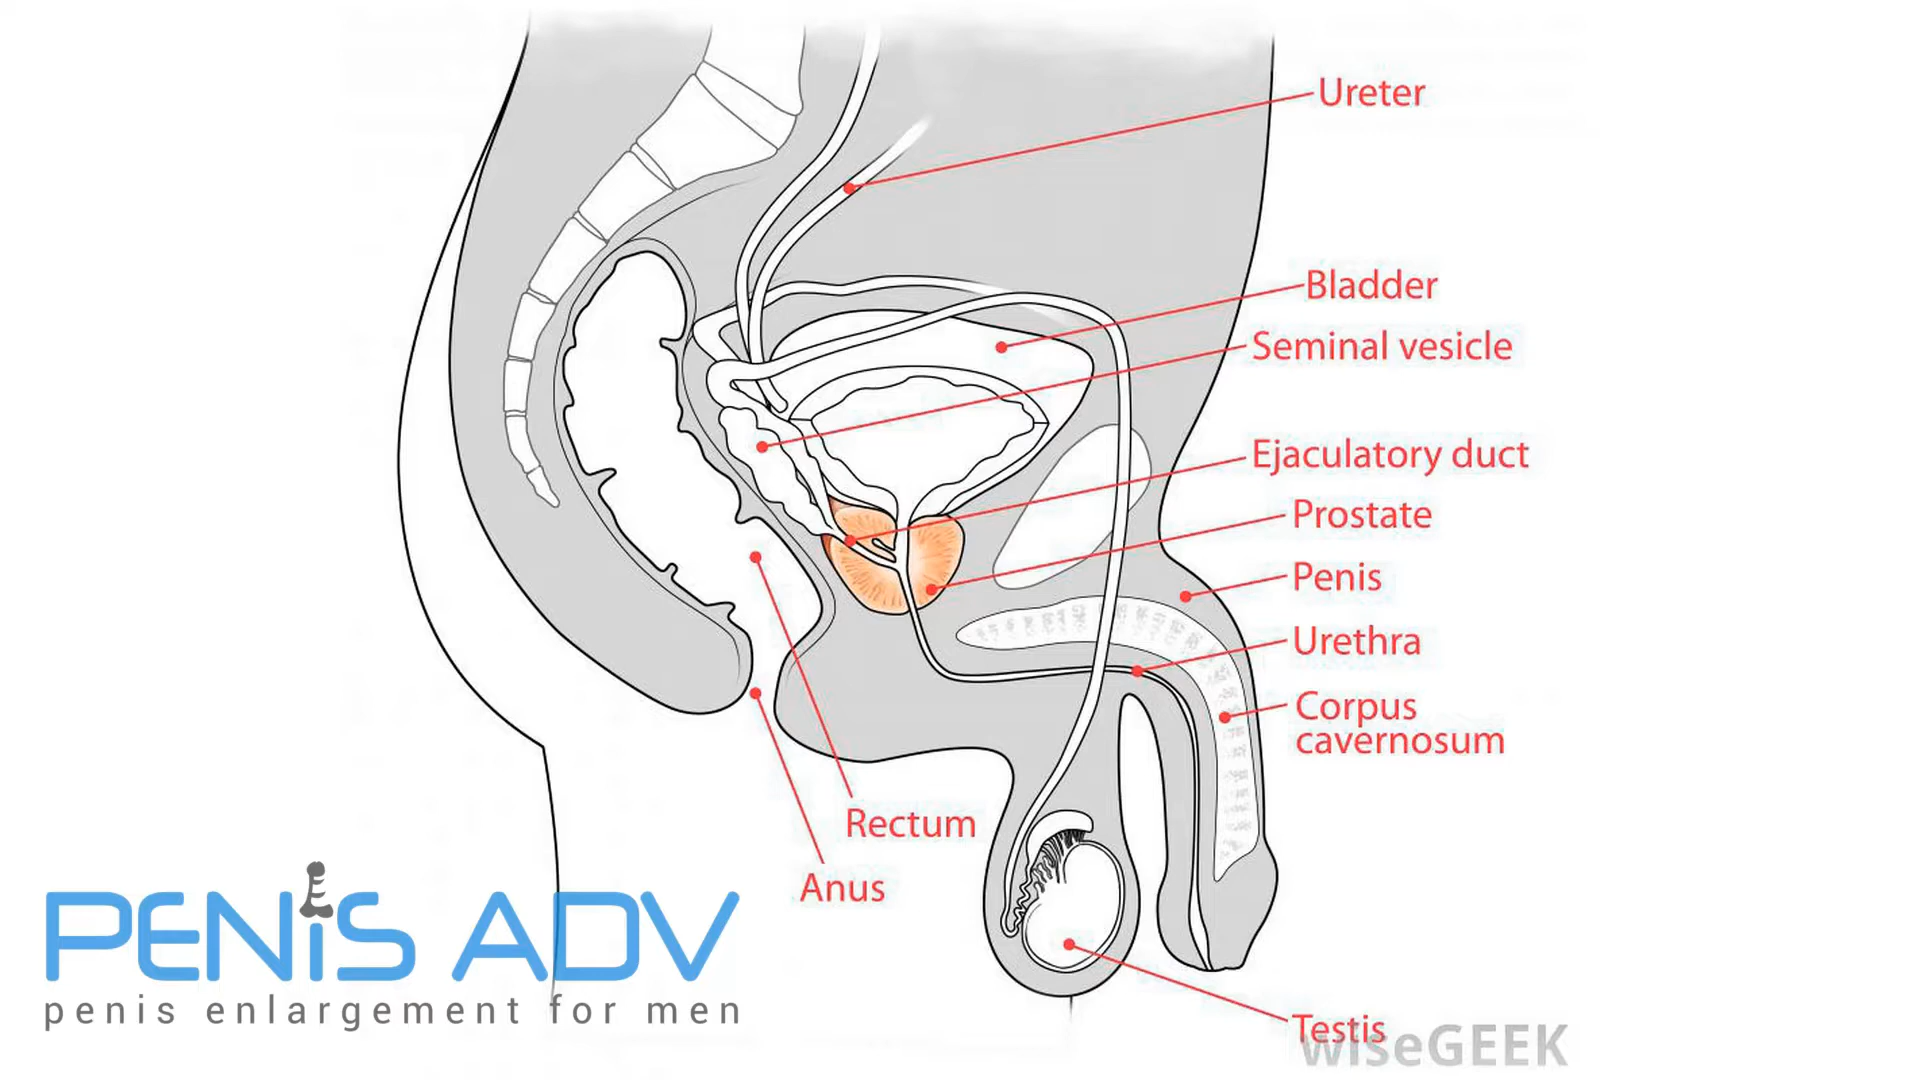 Ureter
Bladder
Seminal vesicle
Ejaculatory duct
Prostate
Penis
Urethra
Corpus
cavernosum
Rectum
Anus
Testis
PENiS ADV
penis enlargement for men
wiseGEEK